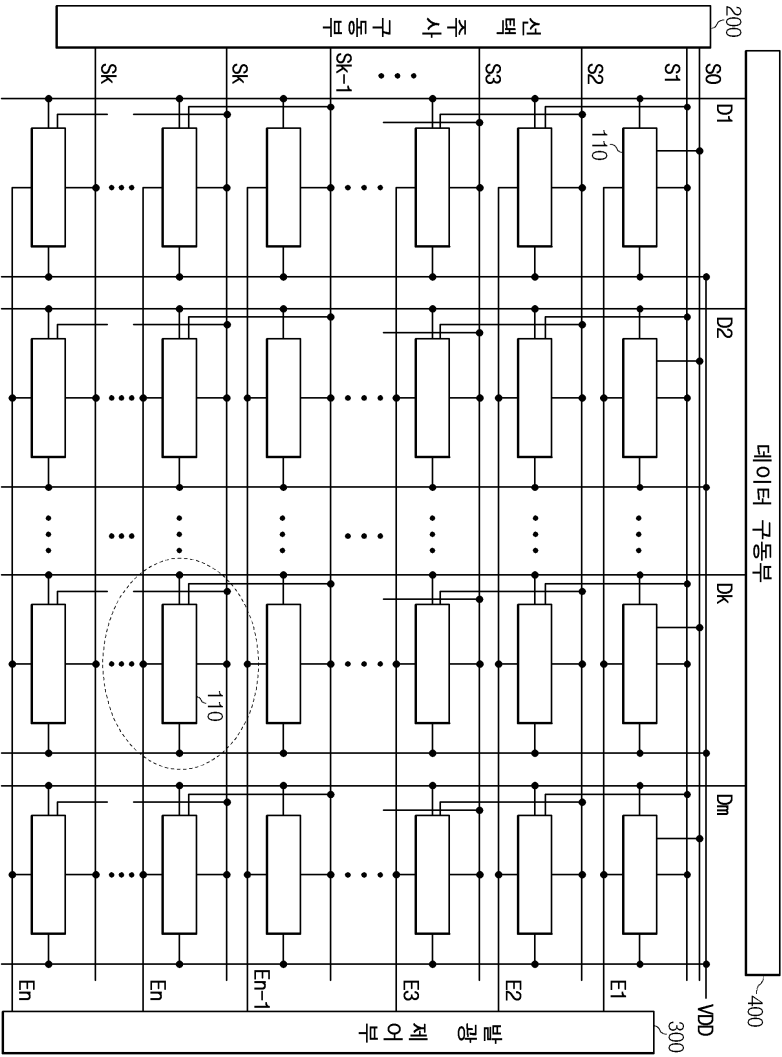 데이터 구동부
400
200
D1 D2 Dk Dm
S0 VDD
S1
300
110
E1
S2
E2
S3
E3
선택 주사 구동부
발광 제어부
Sk-1
En-1
Sk
110
En
Sk
En